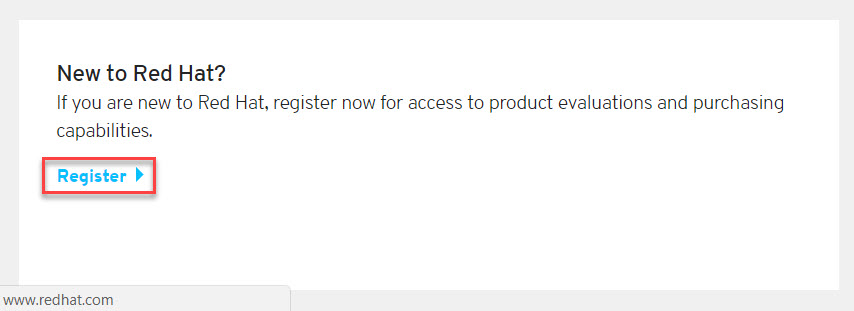 New to Red Hat?
If you are new to Red Hat, register now for access to product evaluations and purchasing
capabilities.
Register
www.redhat.com